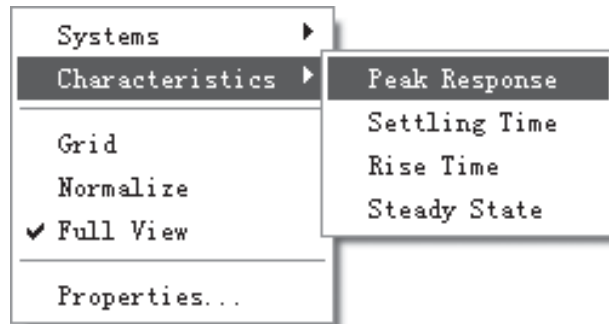 Systems
Characteristics
Grid
Normalize
Full View
Properties...
Peak Response
Settling Time
Rise Time
Steady State